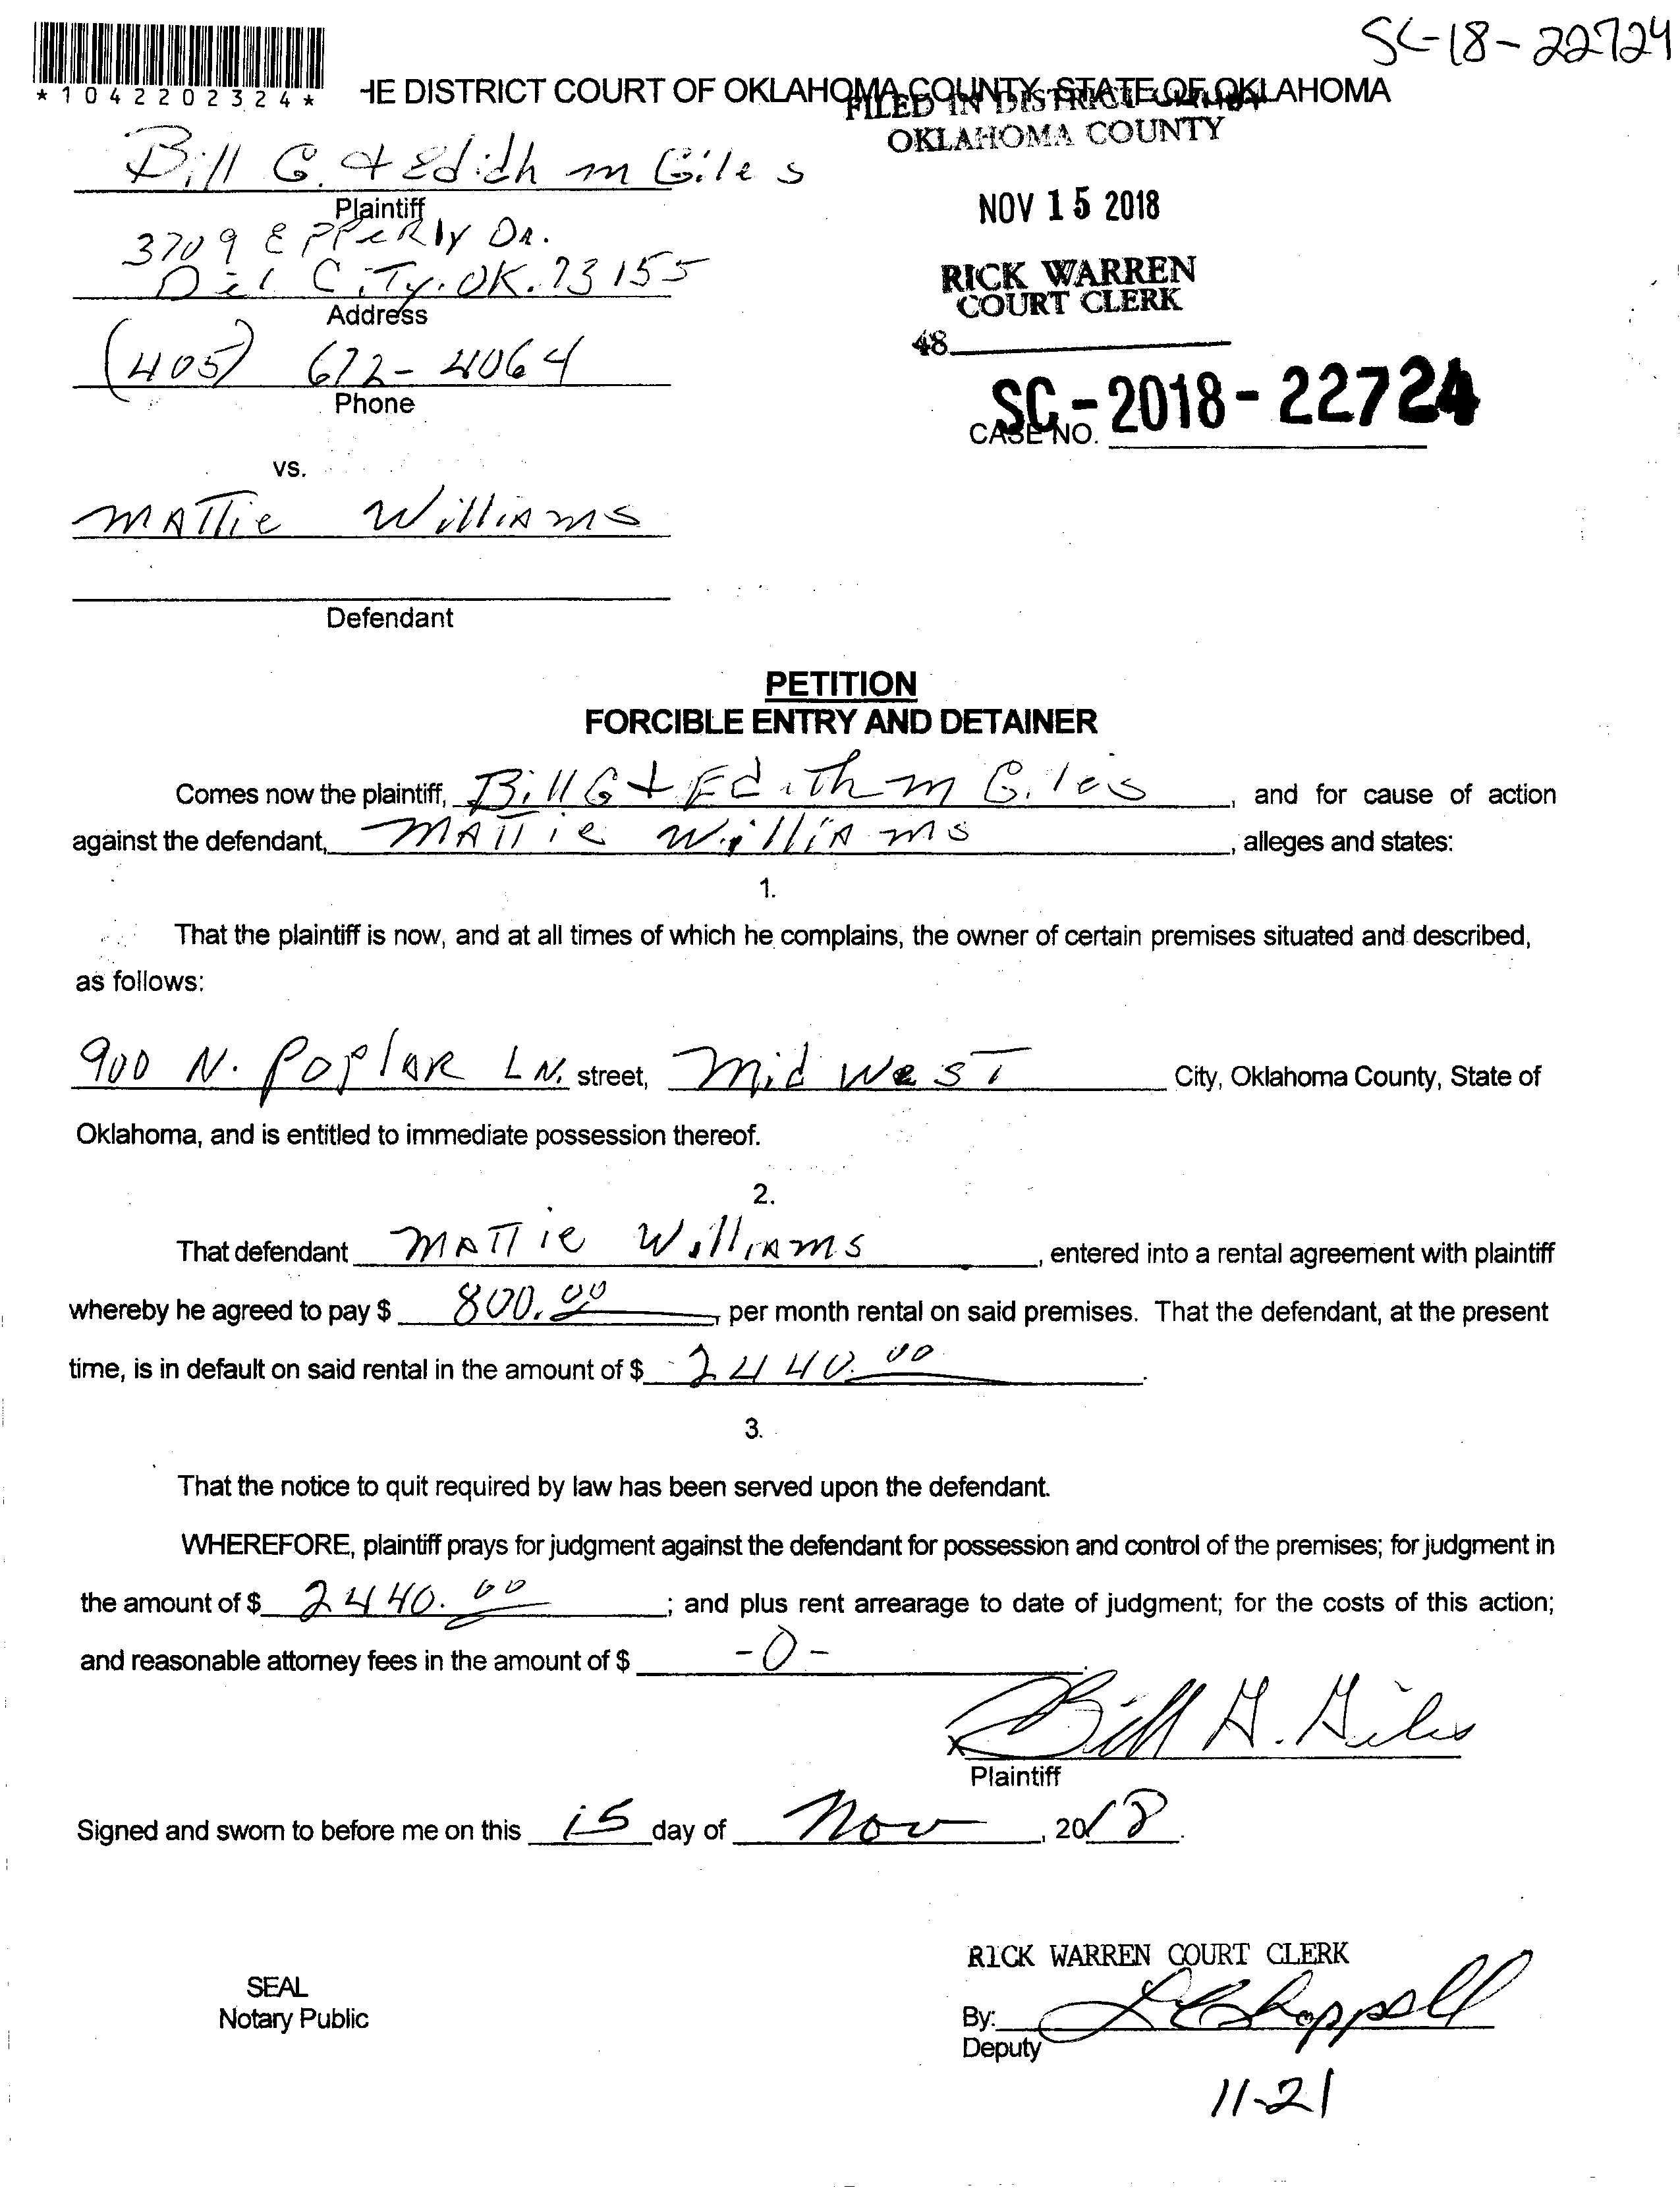 SC-18-22724
*1042202324*
HE DISTRICT COURT OF OKLAHOMA COUNTY, STATE OF OKLAHOMA
FILED IN DISTRICT COURT
OKLAHOMA COUNTY
Bill G. & Edith m Giles
Plaintiff
NOV 15 2018
3709 EPPeRly DR.
Del CiTy. OK. 73155
Address
RICK WARREN
COURT CLERK
(405) 672-4064
Phone
48
SC-2018-22724
CASE NO.
vs.
MATTie WilliAms
Defendant
PETITION
FORCIBLE ENTRY AND DETAINER
Comes now the plaintiff, Bill G & Edith m Giles, and for cause of action
against the defendant, MATTie WilliAms, alleges and states:
1.
That the plaintiff is now, and at all times of which he complains, the owner of certain premises situated and described,
as follows:
900 N. PoplAR LN. street, Mid WeST City, Oklahoma County, State of
Oklahoma, and is entitled to immediate possession thereof.
2.
That defendant MATTie WilliAms, entered into a rental agreement with plaintiff
whereby he agreed to pay $ 800.00, per month rental on said premises. That the defendant, at the present
time, is in default on said rental in the amount of $ 2440.00.
3.
That the notice to quit required by law has been served upon the defendant.
WHEREFORE, plaintiff prays for judgment against the defendant for possession and control of the premises; for judgment in
the amount of $ 2440.00; and plus rent arrearage to date of judgment; for the costs of this action;
and reasonable attorney fees in the amount of $ -0-.
x Bill G. Giles
Plaintiff
Signed and sworn to before me on this 15 day of Nov, 2018.
RICK WARREN COURT CLERK
SEAL
Notary Public
By: L Chappell
Deputy
11-21